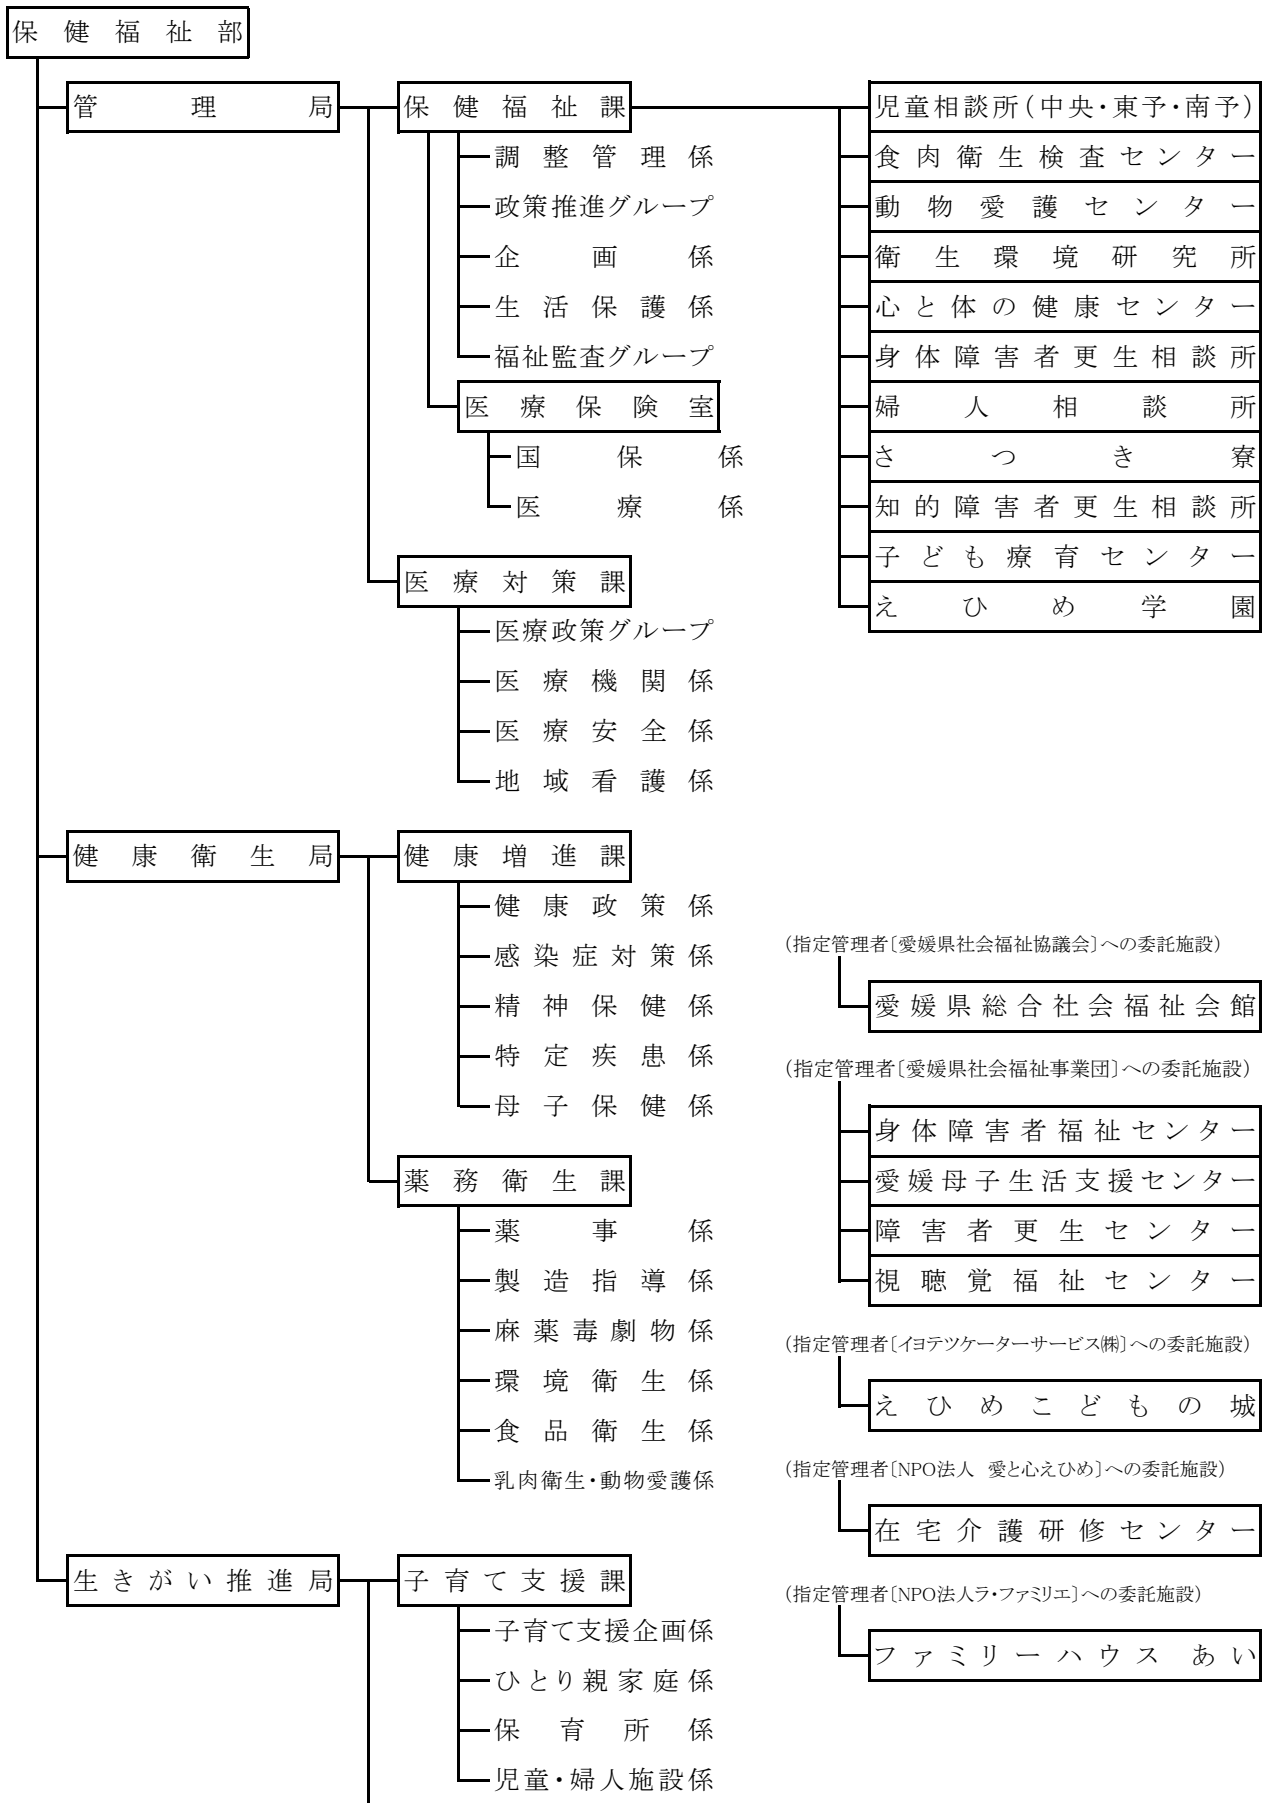 保健福祉部
管理局
保健福祉課
調整管理係
政策推進グループ
企画係
生活保護係
福祉監査グループ
医療保険室
国保係
医療係
医療対策課
医療政策グループ
医療機関係
医療安全係
地域看護係
児童相談所(中央・東予・南予)
食肉衛生検査センター
動物愛護センター
衛生環境研究所
心と体の健康センター
身体障害者更生相談所
婦人相談所
さつき寮
知的障害者更生相談所
子ども療育センター
えひめ学園
健康衛生局
健康増進課
健康政策係
感染症対策係
精神保健係
特定疾患係
母子保健係
薬務衛生課
薬事係
製造指導係
麻薬毒劇物係
環境衛生係
食品衛生係
乳肉衛生・動物愛護係
(指定管理者〔愛媛県社会福祉協議会〕への委託施設)
愛媛県総合社会福祉会館
(指定管理者〔愛媛県社会福祉事業団〕への委託施設)
身体障害者福祉センター
愛媛母子生活支援センター
障害者更生センター
視聴覚福祉センター
(指定管理者〔イヨテツケーターサービス㈱〕への委託施設)
えひめこどもの城
(指定管理者〔NPO法人 愛と心えひめ〕への委託施設)
在宅介護研修センター
(指定管理者〔NPO法人ラ・ファミリエ〕への委託施設)
ファミリーハウス あい
生きがい推進局
子育て支援課
子育て支援企画係
ひとり親家庭係
保育所係
児童・婦人施設係